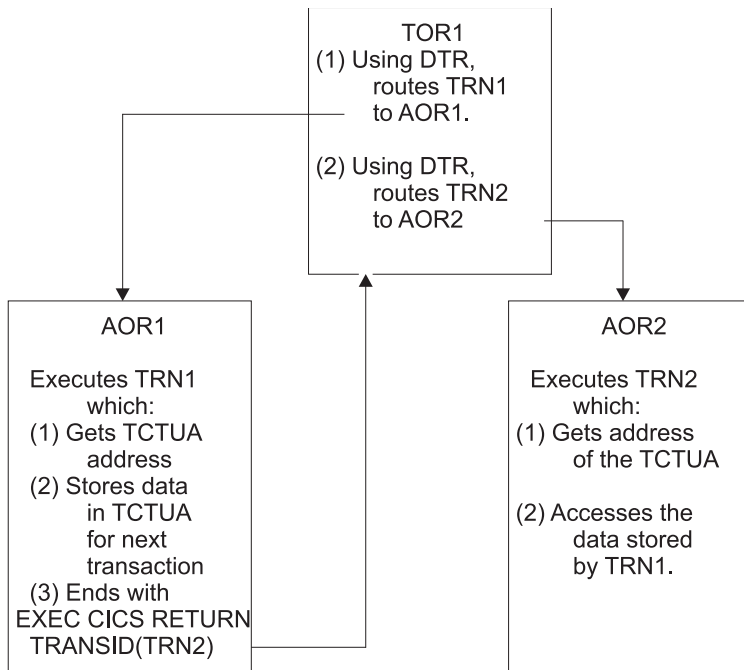 TOR1
(1) Using DTR,
routes TRN1
to AOR1.
(2) Using DTR,
routes TRN2
to AOR2
AOR1
Executes TRN1
which:
(1) Gets TCTUA
address
(2) Stores data
in TCTUA
for next
transaction
(3) Ends with
EXEC CICS RETURN
TRANSID(TRN2)
AOR2
Executes TRN2
which:
(1) Gets address
of the TCTUA
(2) Accesses the
data stored
by TRN1.